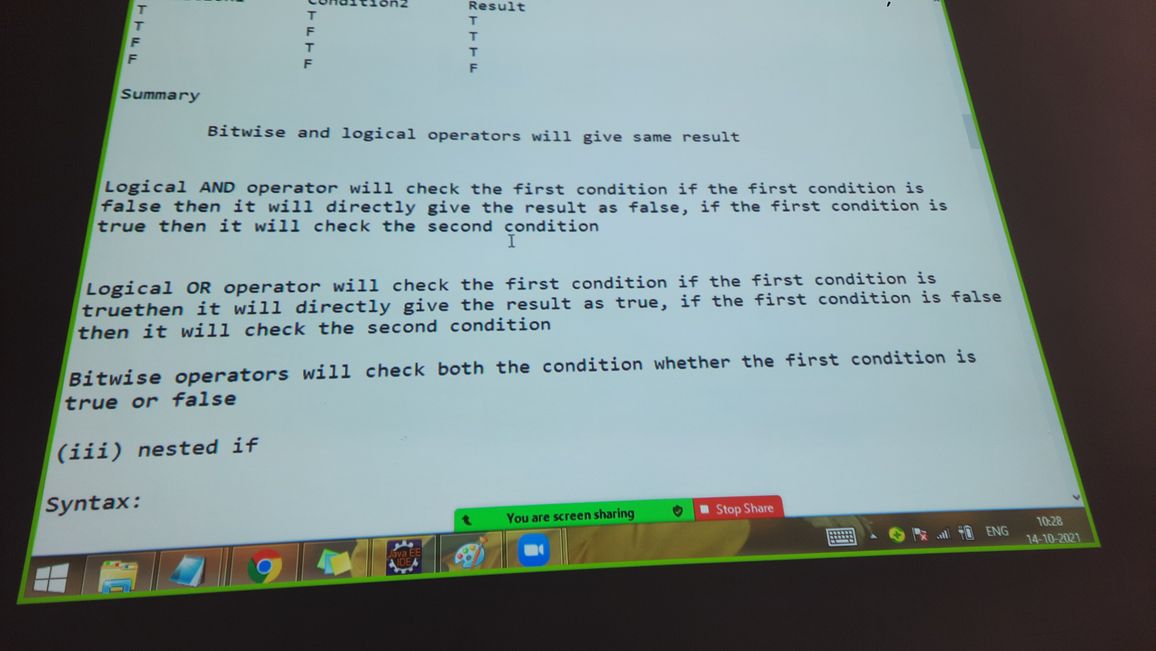 Condition2 Result
T T T
T F T
F T T
F F F
Summary
Bitwise and logical operators will give same result
Logical AND operator will check the first condition if the first condition is
false then it will directly give the result as false, if the first condition is
true then it will check the second condition
Logical OR operator will check the first condition if the first condition is
truethen it will directly give the result as true, if the first condition is false
then it will check the second condition
Bitwise operators will check both the condition whether the first condition is
true or false
(iii) nested if
Syntax:
You are screen sharing Stop Share
Java EE
IDE
ENG
10:28
14-10-2021